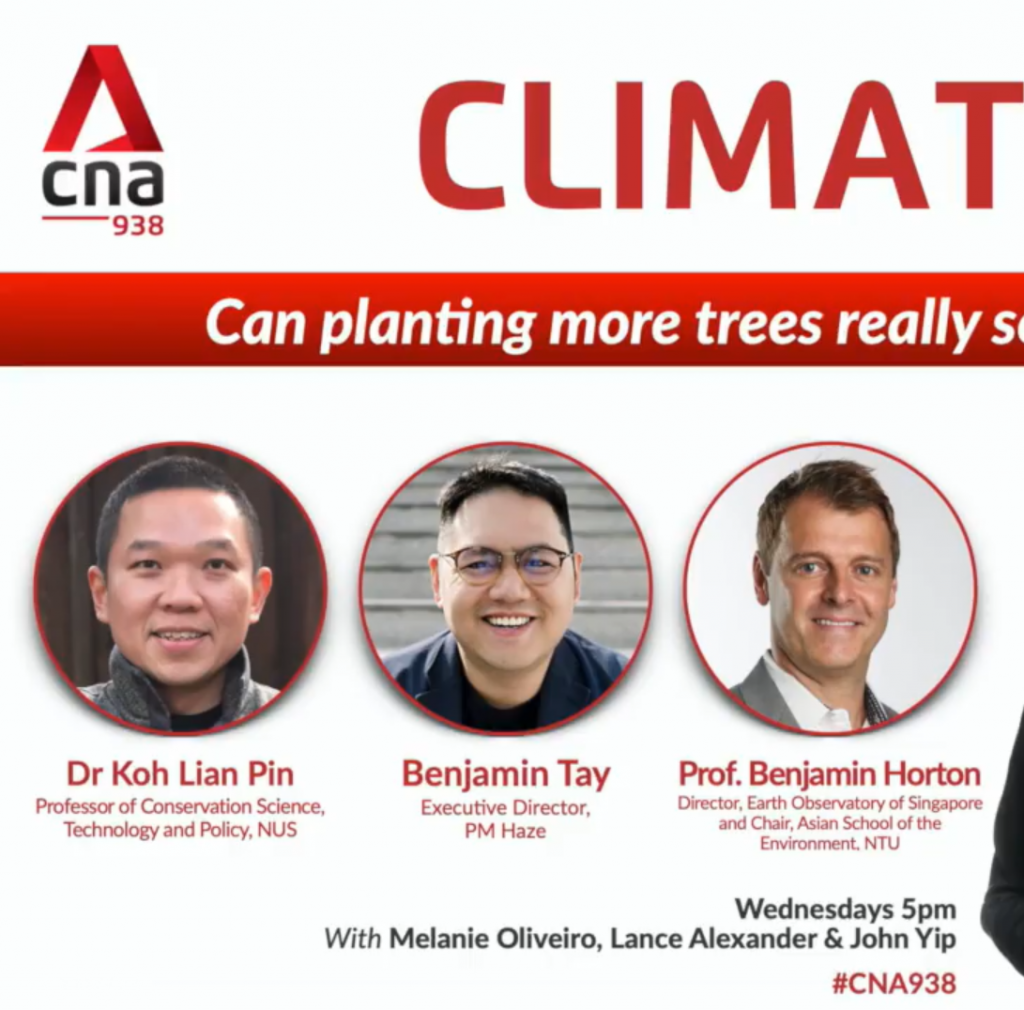 cna
938
CLIMAT
Can planting more trees really so
Dr Koh Lian Pin
Professor of Conservation Science,
Technology and Policy, NUS
Benjamin Tay
Executive Director,
PM Haze
Prof. Benjamin Horton
Director, Earth Observatory of Singapore
and Chair, Asian School of the
Environment, NTU
Wednesdays 5pm
With Melanie Oliveiro, Lance Alexander & John Yip
#CNA938